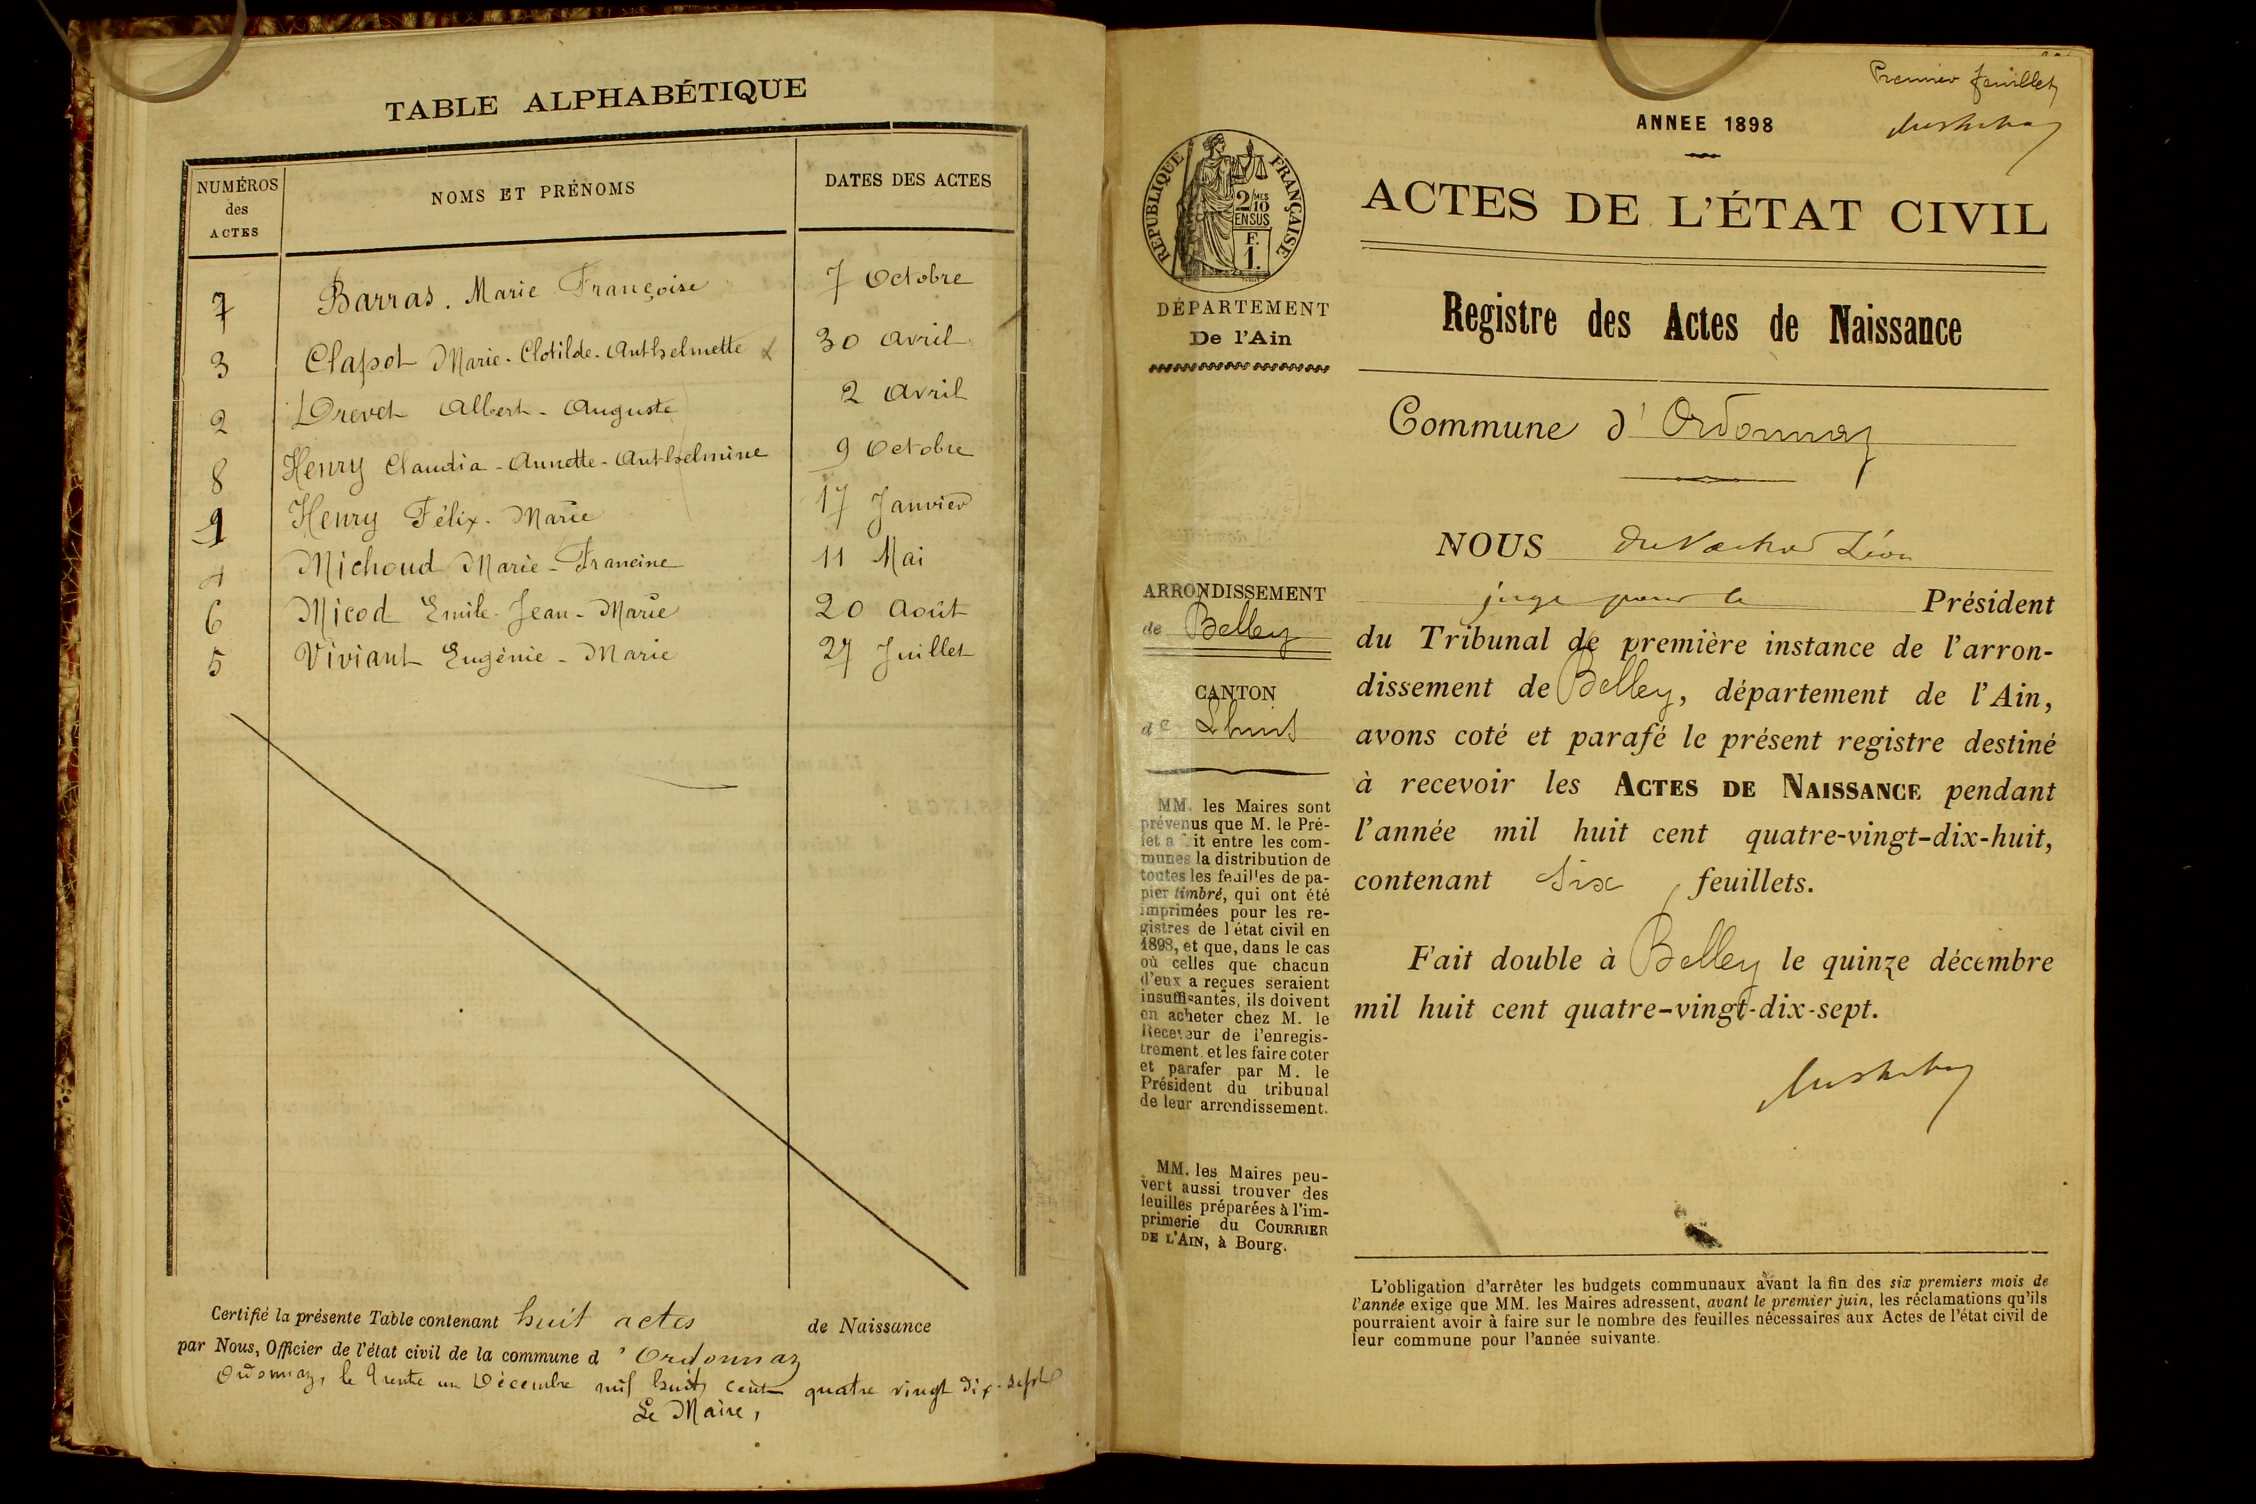 TABLE ALPHABÉTIQUE
NUMÉROS des ACTES
NOMS ET PRÉNOMS
DATES DES ACTES
7 Barras. Marie Françoise 7 Octobre
3 Clapot Marie-Clotilde-Anthelmette 30 avril
2 Drevet Albert-Auguste 2 avril
8 Henry Claudia-Annette-Anthelmine 9 Octobre
1 Henry Félix-Marie 17 Janvier
4 Michoud Marie-Francine 11 Mai
6 Micod Emile-Jean-Marie 20 Août
5 Viviant Eugénie-Marie 27 Juillet
Certifié la présente Table contenant huit actes de Naissance
par Nous, Officier de l'état civil de la commune d'Ordonnaz
Ordonnaz, le trente un Décembre mil huit cent quatre vingt dix-sept
Le Maire,
Premier feuillet
ANNEE 1898
RÉPUBLIQUE FRANÇAISE
2/10MES
EN SUS
F.
1.
ACTES DE L'ÉTAT CIVIL
DÉPARTEMENT
De l'Ain
Registre des Actes de Naissance
Commune d'Ordonnaz
ARRONDISSEMENT
de Belley
CANTON
de Lhuis
MM. les Maires sont
prévenus que M. le Pré-
fet a fait entre les com-
munes la distribution de
toutes les feuilles de pa-
pier timbré, qui ont été
imprimées pour les re-
gistres de l'état civil en
1898, et que, dans le cas
où celles que chacun
d'eux a reçues seraient
insuffisantes, ils doivent
en acheter chez M. le
Receveur de l'enregis-
trement et les faire coter
et parafer par M. le
Président du tribunal
de leur arrondissement.
MM. les Maires peu-
vent aussi trouver des
feuilles préparées à l'im-
primerie du COURRIER
DE L'AIN, à Bourg.
NOUS Léon
juge pour le Président
du Tribunal de première instance de l'arron-
dissement de Belley, département de l'Ain,
avons coté et parafé le présent registre destiné
à recevoir les ACTES DE NAISSANCE pendant
l'année mil huit cent quatre-vingt-dix-huit,
contenant Six feuillets.
Fait double à Belley le quinze décembre
mil huit cent quatre-vingt-dix-sept.
L'obligation d'arrêter les budgets communaux avant la fin des six premiers mois de
l'année exige que MM. les Maires adressent, avant le premier juin, les réclamations qu'ils
pourraient avoir à faire sur le nombre des feuilles nécessaires aux Actes de l'état civil de
leur commune pour l'année suivante.